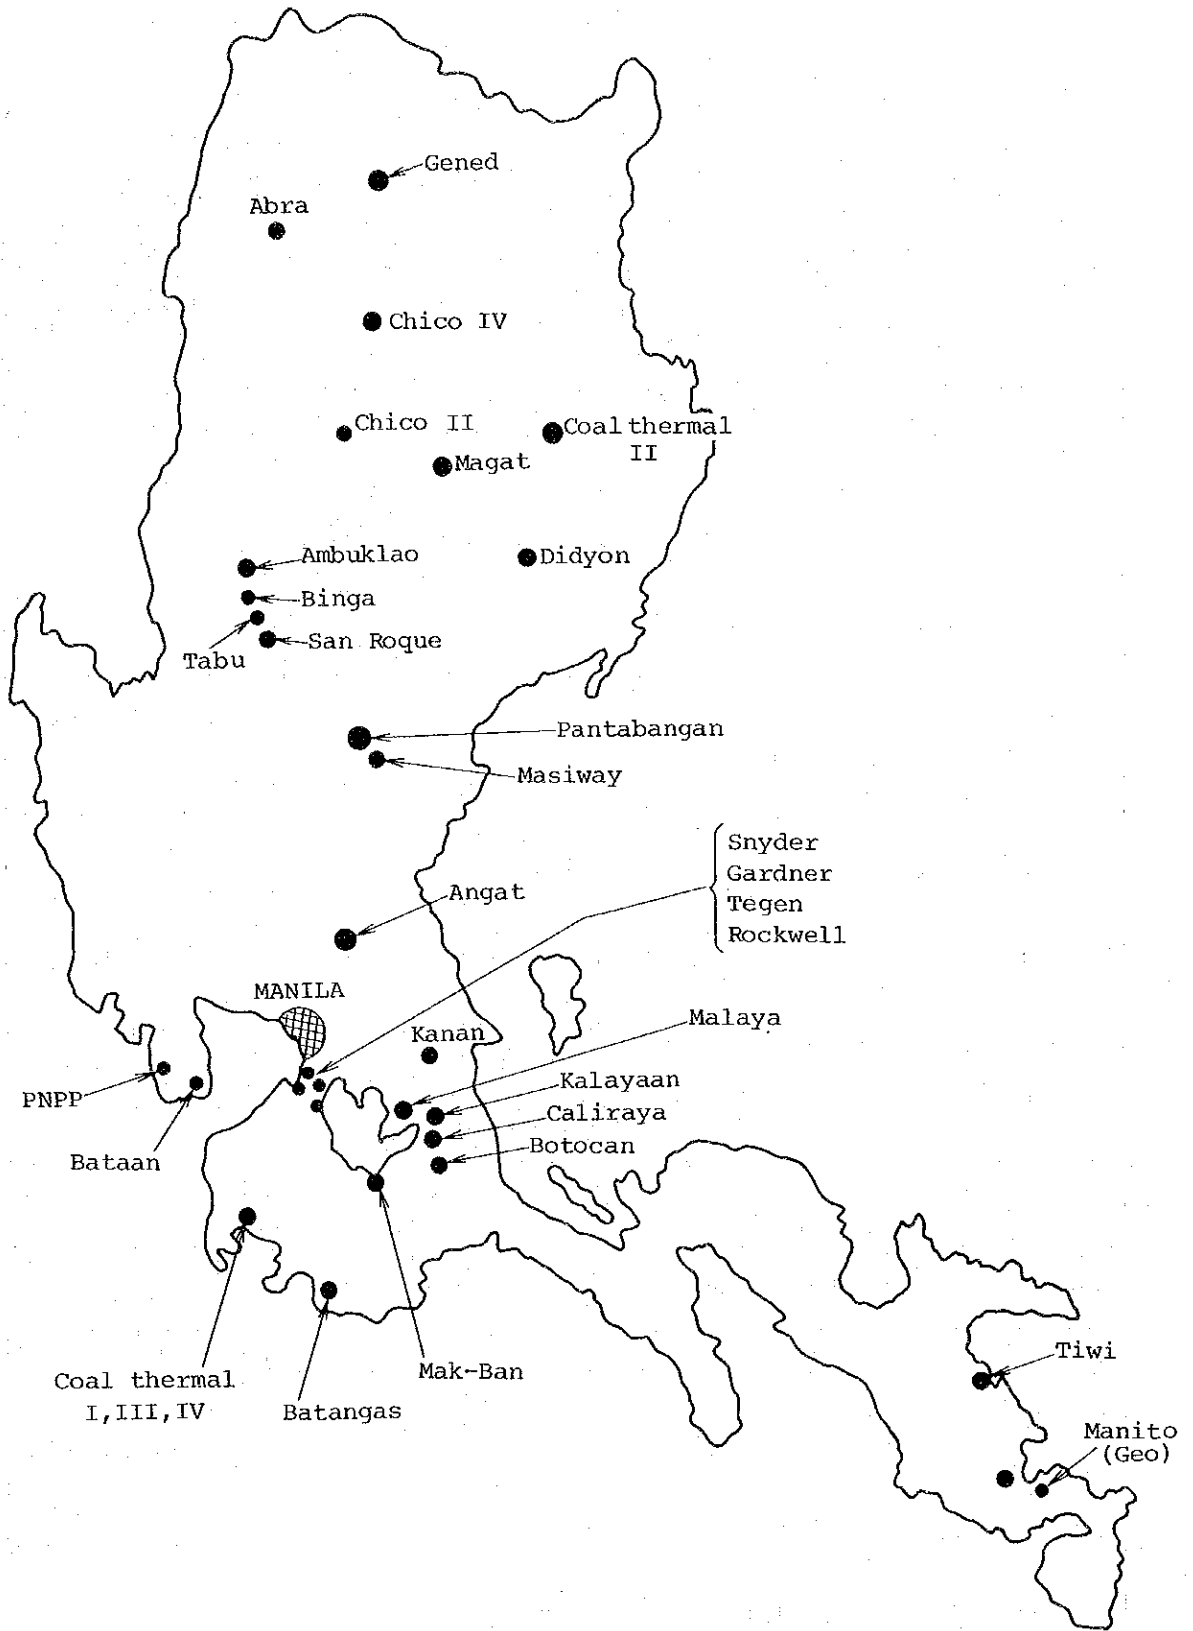 Gened
Abra
Chico IV
Chico II
Coal thermal
II
Magat
Ambuklao
Didyon
Binga
Tabu
San Roque
Pantabangan
Masiway
Snyder
Gardner
Tegen
Rockwell
Angat
MANILA
Kanan
Malaya
PNPP
Kalayaan
Caliraya
Bataan
Botocan
Tiwi
Mak-Ban
Coal thermal
I,III,IV
Batangas
Manito
(Geo)